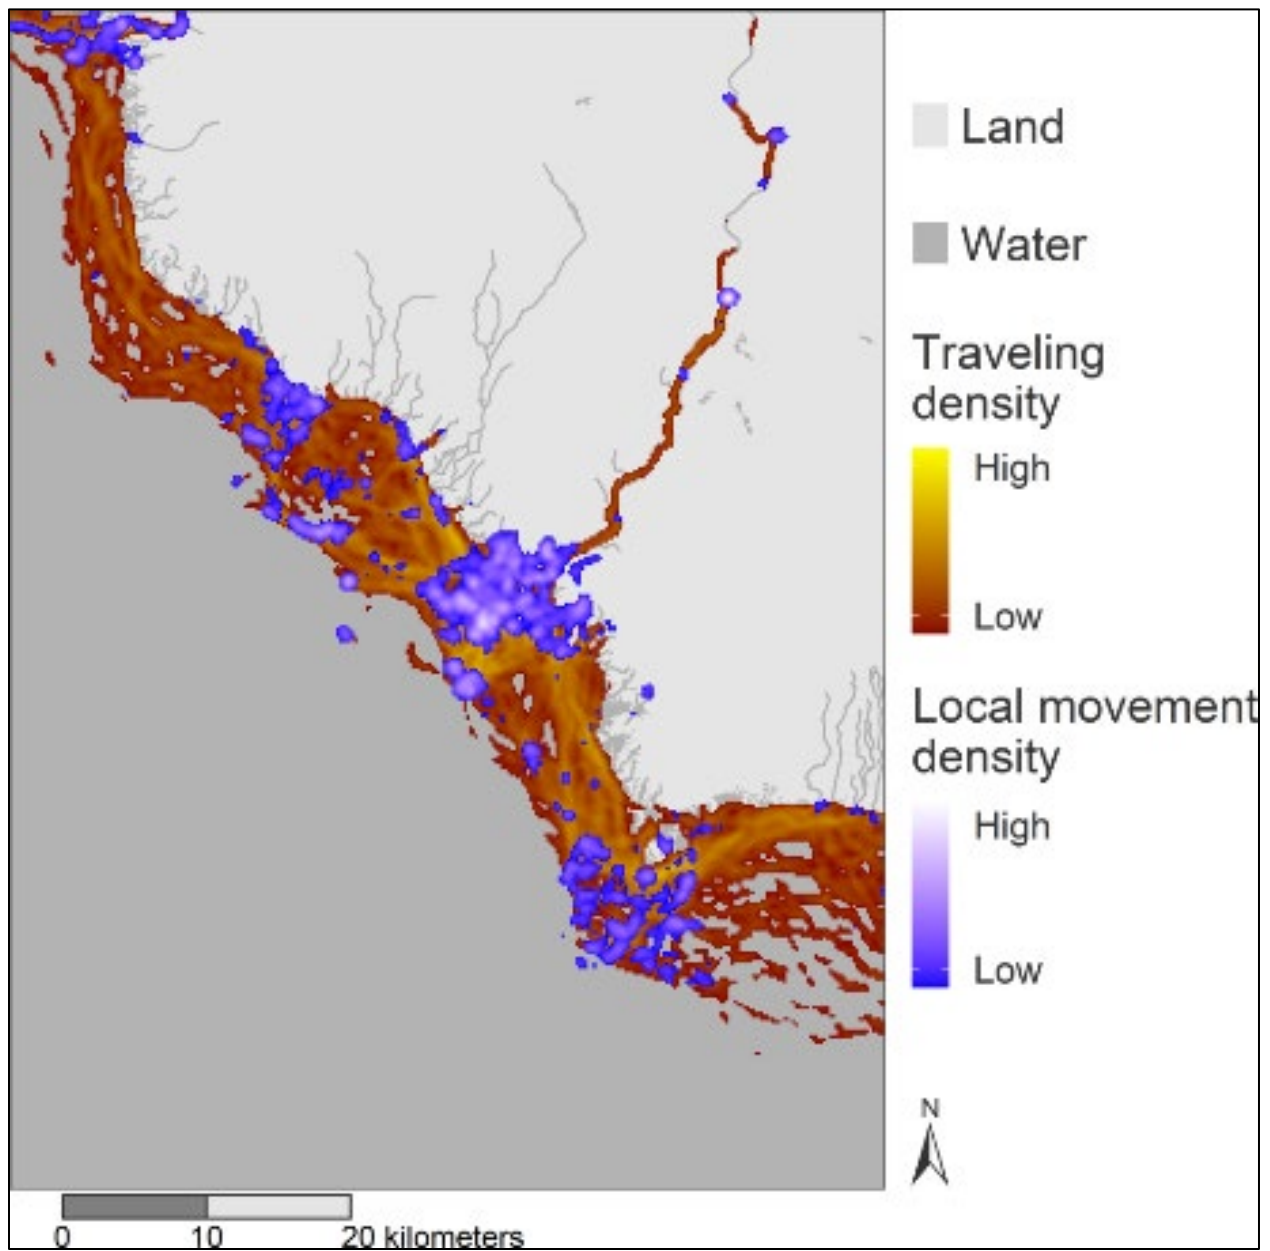 Land
Water
Traveling
density
High
Low
Local movement
density
High
Low
N
0 10 20 kilometers